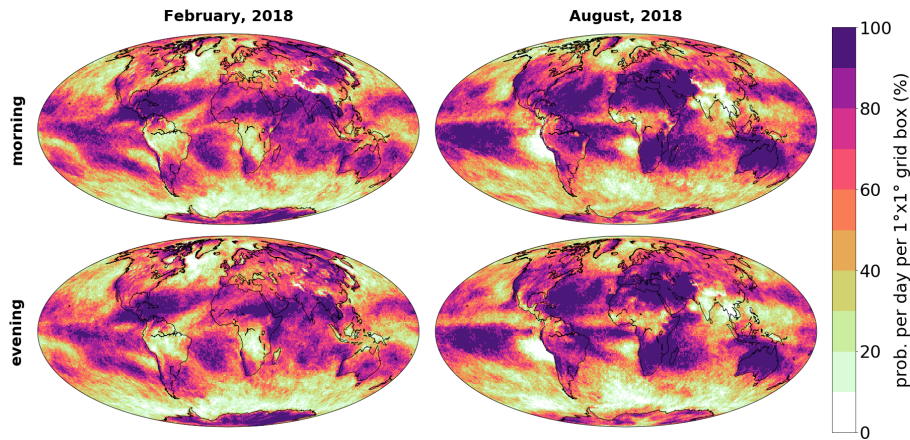 February, 2018
August, 2018
morning
evening
100
80
60
40
20
0
prob. per day per 1°x1° grid box (%)